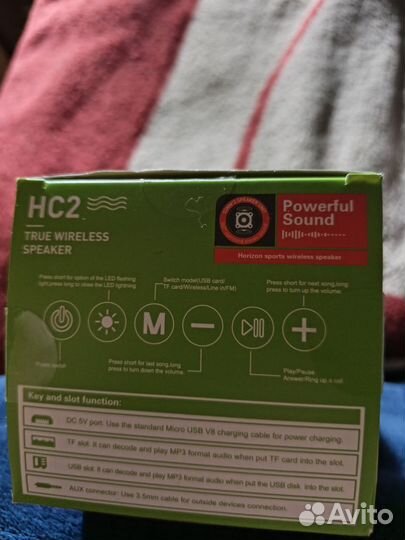 HC2
TRUE WIRELESS
SPEAKER
Powerful
Sound
Horizon sports wireless speaker
Press short for option of the LED flashing
light,press long to close the LED lightning
Switch model(USB card/
TF card/Wireless/Line in/FM)
Press short for next song,long
press to turn up the volume.
M
Press on/off
Press short for last song,long
press to turn down the volume.
Play/Pause
Answer/Ring up a call.
Key and slot function:
DC 5V port. Use the standard Micro USB V8 charging cable for power charging.
TF slot. It can decode and play MP3 format audio when put TF card into the slot.
USB slot. It can decode and play MP3 format audio when put the USB disk into the slot.
AUX connector: Use 3.5mm cable for outside devices connection.
Avito